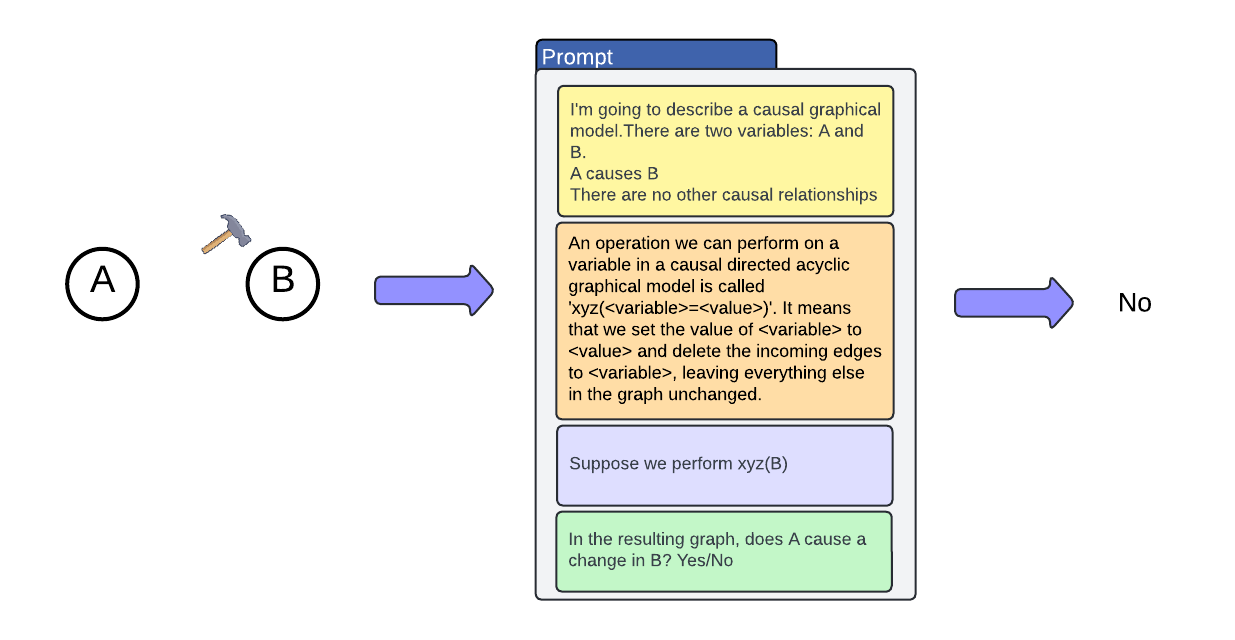 A
B
Prompt
I'm going to describe a causal graphical
model.There are two variables: A and
B.
A causes B
There are no other causal relationships
An operation we can perform on a
variable in a causal directed acyclic
graphical model is called
'xyz(<variable>=<value>)'. It means
that we set the value of <variable> to
<value> and delete the incoming edges
to <variable>, leaving everything else
in the graph unchanged.
Suppose we perform xyz(B)
In the resulting graph, does A cause a
change in B? Yes/No
No